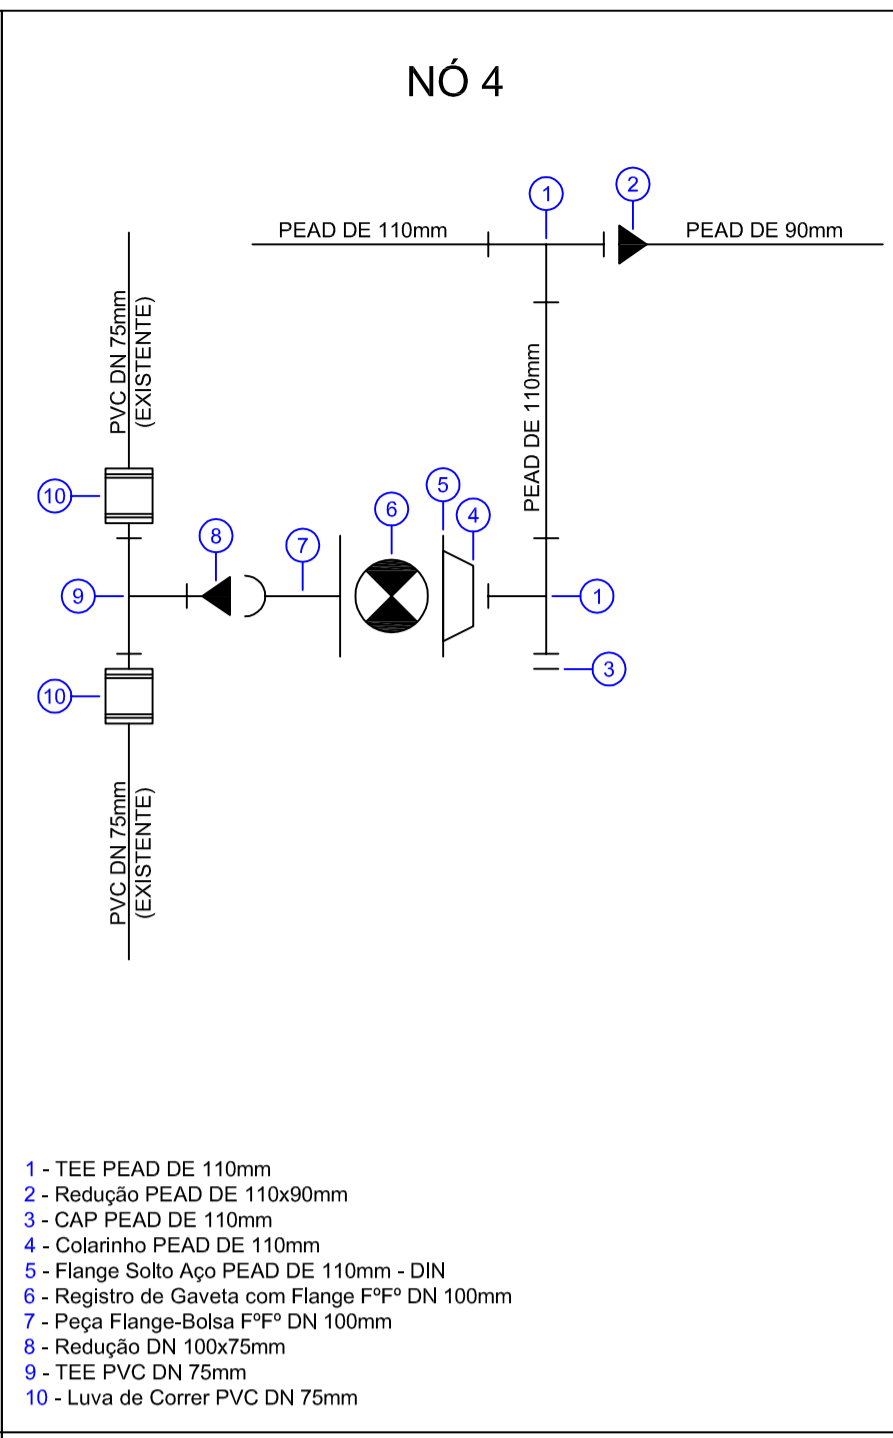 NÓ 4
1
2
PEAD DE 110mm
PEAD DE 90mm
PVC DN 75mm
(EXISTENTE)
PEAD DE 110mm
10
5
6
4
8
7
9
1
3
10
PVC DN 75mm
(EXISTENTE)
1 - TEE PEAD DE 110mm
2 - Redução PEAD DE 110x90mm
3 - CAP PEAD DE 110mm
4 - Colarinho PEAD DE 110mm
5 - Flange Solto Aço PEAD DE 110mm - DIN
6 - Registro de Gaveta com Flange FºFº DN 100mm
7 - Peça Flange-Bolsa FºFº DN 100mm
8 - Redução DN 100x75mm
9 - TEE PVC DN 75mm
10 - Luva de Correr PVC DN 75mm